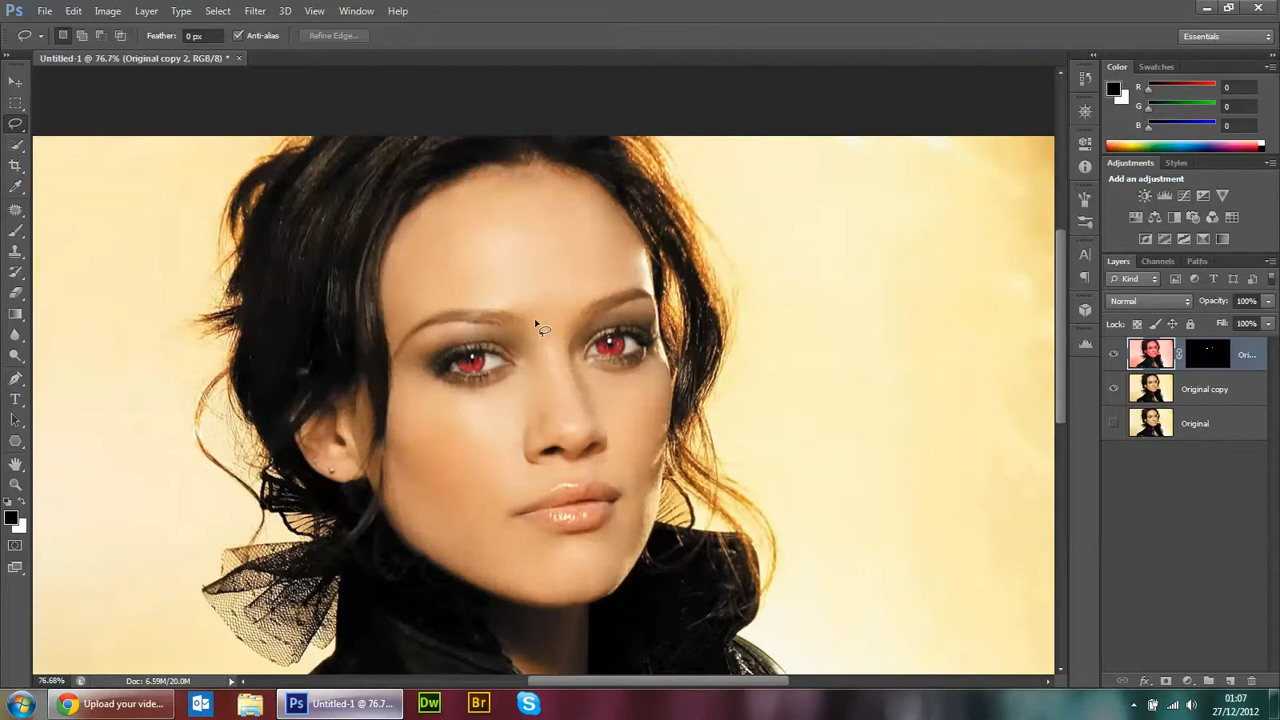 Ps File Edit Image Layer Type Select Filter 3D View Window Help
Feather: 0 px Anti-alias Refine Edge... Essentials
Untitled-1 @ 76.7% (Original copy 2, RGB/8) *
Color Swatches
R 0
G 0
B 0
Adjustments Styles
Add an adjustment
Layers Channels Paths
Kind
Normal Opacity: 100%
Lock: Fill: 100%
Ori...
Original copy
Original
76.68% Doc: 6.59M/20.0M
Upload your vide... Ps Untitled-1 @ 76.7... Dw Br
01:07
27/12/2012